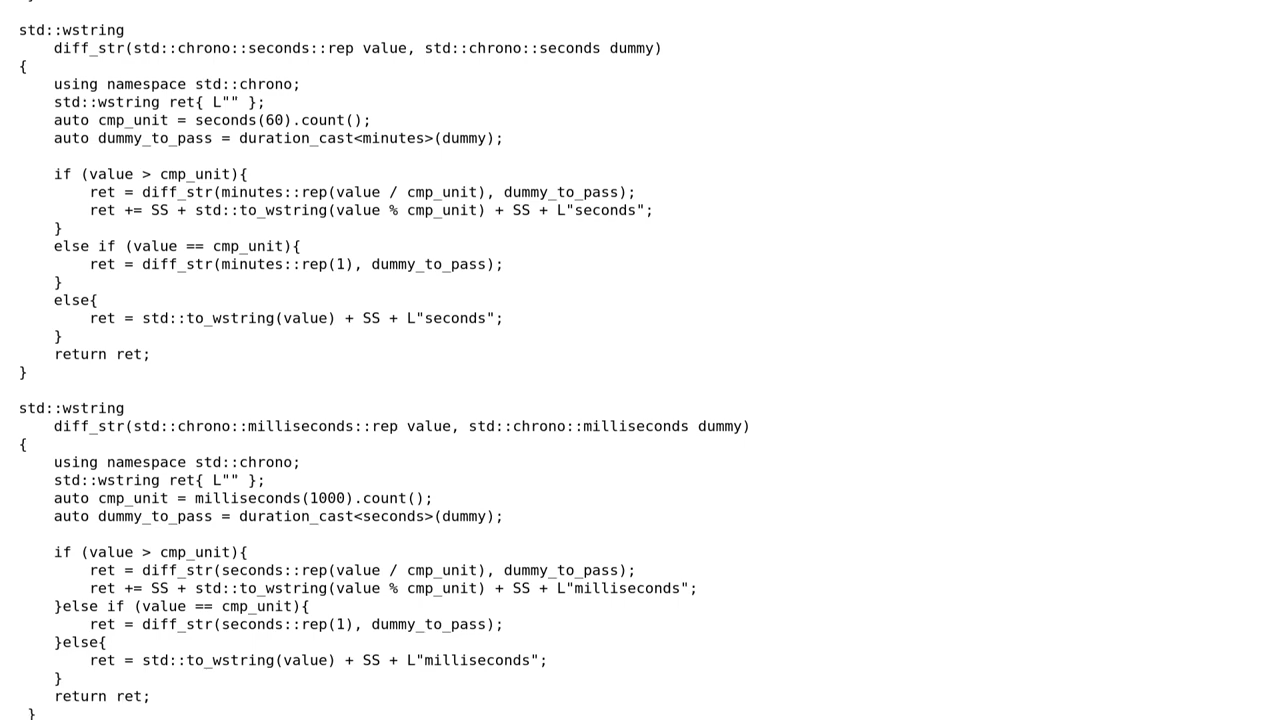 std::wstring
    diff_str(std::chrono::seconds::rep value, std::chrono::seconds dummy)
{
    using namespace std::chrono;
    std::wstring ret{ L"" };
    auto cmp_unit = seconds(60).count();
    auto dummy_to_pass = duration_cast<minutes>(dummy);

    if (value > cmp_unit){
        ret = diff_str(minutes::rep(value / cmp_unit), dummy_to_pass);
        ret += SS + std::to_wstring(value % cmp_unit) + SS + L"seconds";
    }
    else if (value == cmp_unit){
        ret = diff_str(minutes::rep(1), dummy_to_pass);
    }
    else{
        ret = std::to_wstring(value) + SS + L"seconds";
    }
    return ret;
}

std::wstring
    diff_str(std::chrono::milliseconds::rep value, std::chrono::milliseconds dummy)
{
    using namespace std::chrono;
    std::wstring ret{ L"" };
    auto cmp_unit = milliseconds(1000).count();
    auto dummy_to_pass = duration_cast<seconds>(dummy);

    if (value > cmp_unit){
        ret = diff_str(seconds::rep(value / cmp_unit), dummy_to_pass);
        ret += SS + std::to_wstring(value % cmp_unit) + SS + L"milliseconds";
    }else if (value == cmp_unit){
        ret = diff_str(seconds::rep(1), dummy_to_pass);
    }else{
        ret = std::to_wstring(value) + SS + L"milliseconds";
    }
    return ret;
 }